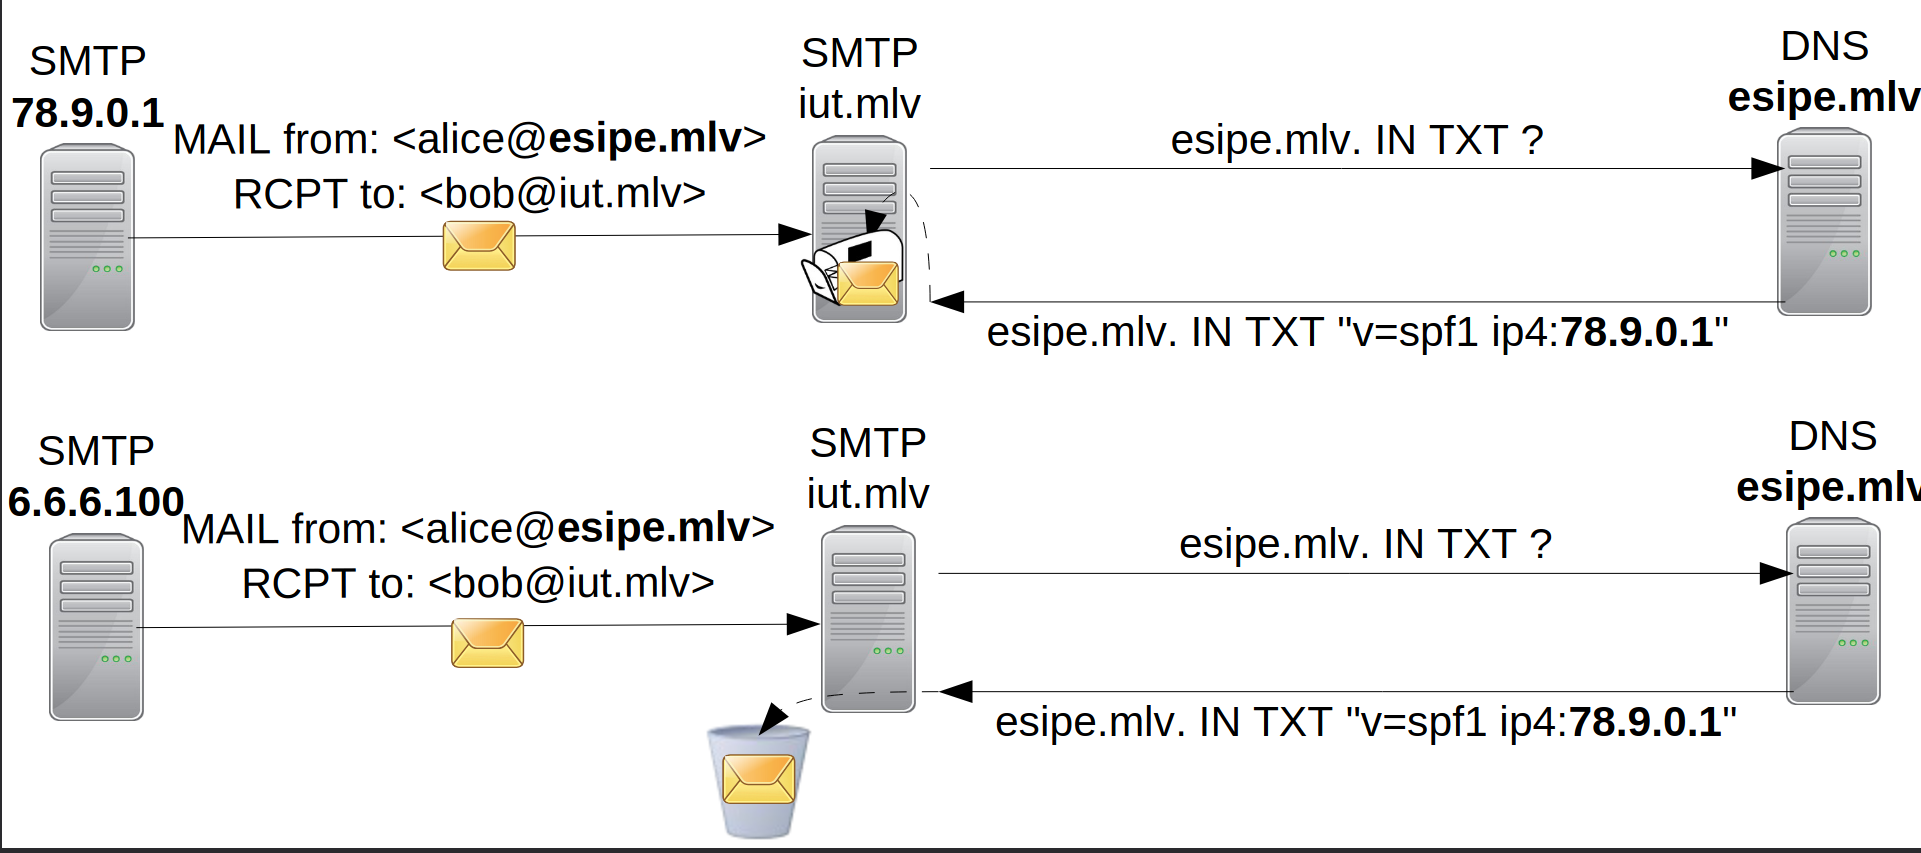 SMTP
78.9.0.1
MAIL from: <alice@esipe.mlv>
RCPT to: <bob@iut.mlv>
SMTP
iut.mlv
esipe.mlv. IN TXT ?
DNS
esipe.mlv
esipe.mlv. IN TXT "v=spf1 ip4:78.9.0.1"
SMTP
6.6.6.100
MAIL from: <alice@esipe.mlv>
RCPT to: <bob@iut.mlv>
SMTP
iut.mlv
esipe.mlv. IN TXT ?
DNS
esipe.mlv
esipe.mlv. IN TXT "v=spf1 ip4:78.9.0.1"